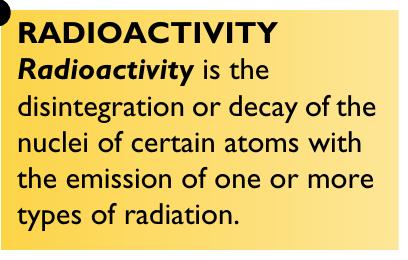 RADIOACTIVITY
Radioactivity is the
disintegration or decay of the
nuclei of certain atoms with
the emission of one or more
types of radiation.